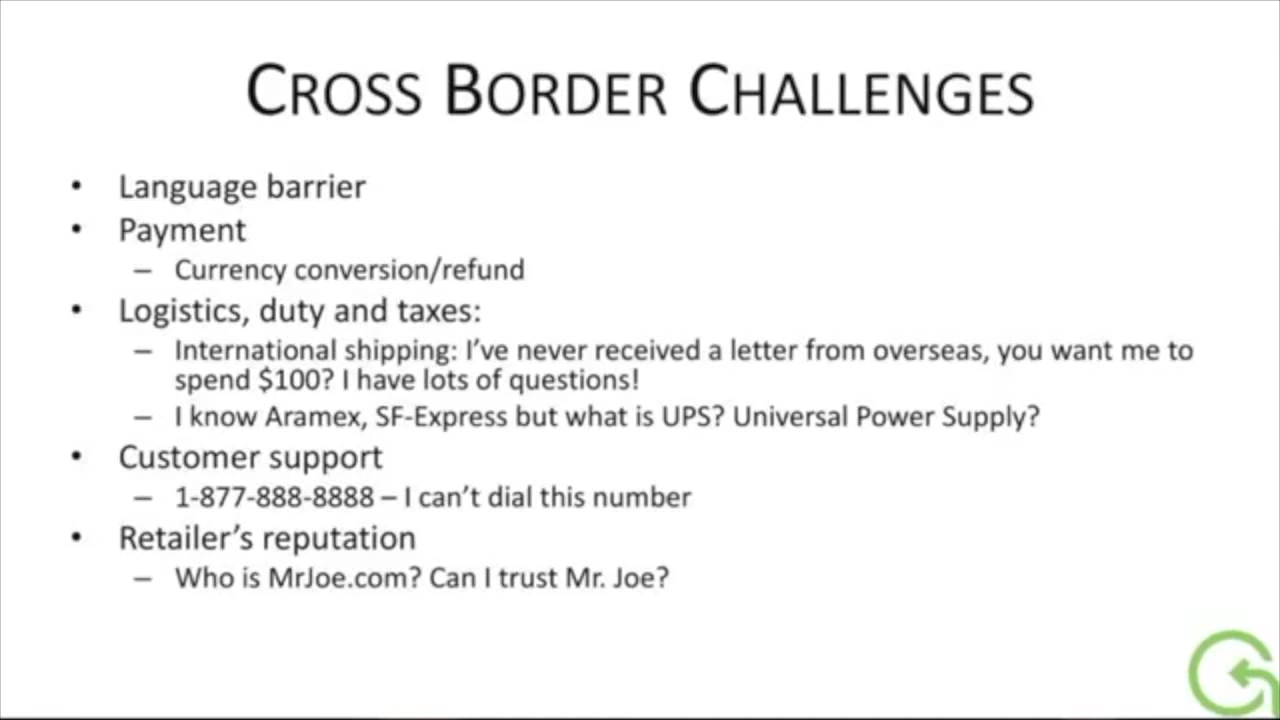 CROSS BORDER CHALLENGES
• Language barrier
• Payment
– Currency conversion/refund
• Logistics, duty and taxes:
– International shipping: I've never received a letter from overseas, you want me to
spend $100? I have lots of questions!
– I know Aramex, SF-Express but what is UPS? Universal Power Supply?
• Customer support
– 1-877-888-8888 – I can't dial this number
• Retailer's reputation
– Who is MrJoe.com? Can I trust Mr. Joe?